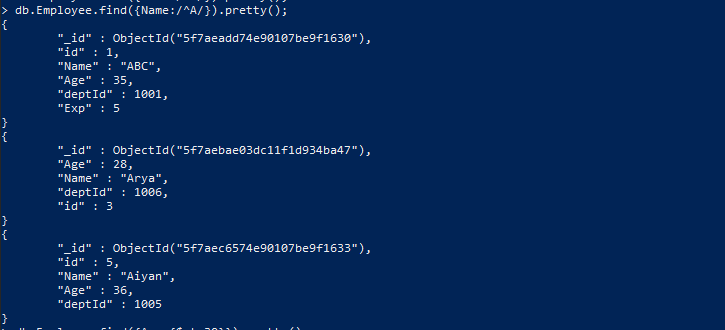 > db.Employee.find({Name:/^A/}).pretty();
{
        "_id" : ObjectId("5f7aeadd74e90107be9f1630"),
        "id" : 1,
        "Name" : "ABC",
        "Age" : 35,
        "deptId" : 1001,
        "Exp" : 5
}
{
        "_id" : ObjectId("5f7aebae03dc11f1d934ba47"),
        "Age" : 28,
        "Name" : "Arya",
        "deptId" : 1006,
        "id" : 3
}
{
        "_id" : ObjectId("5f7aec6574e90107be9f1633"),
        "id" : 5,
        "Name" : "Aiyan",
        "Age" : 36,
        "deptId" : 1005
}